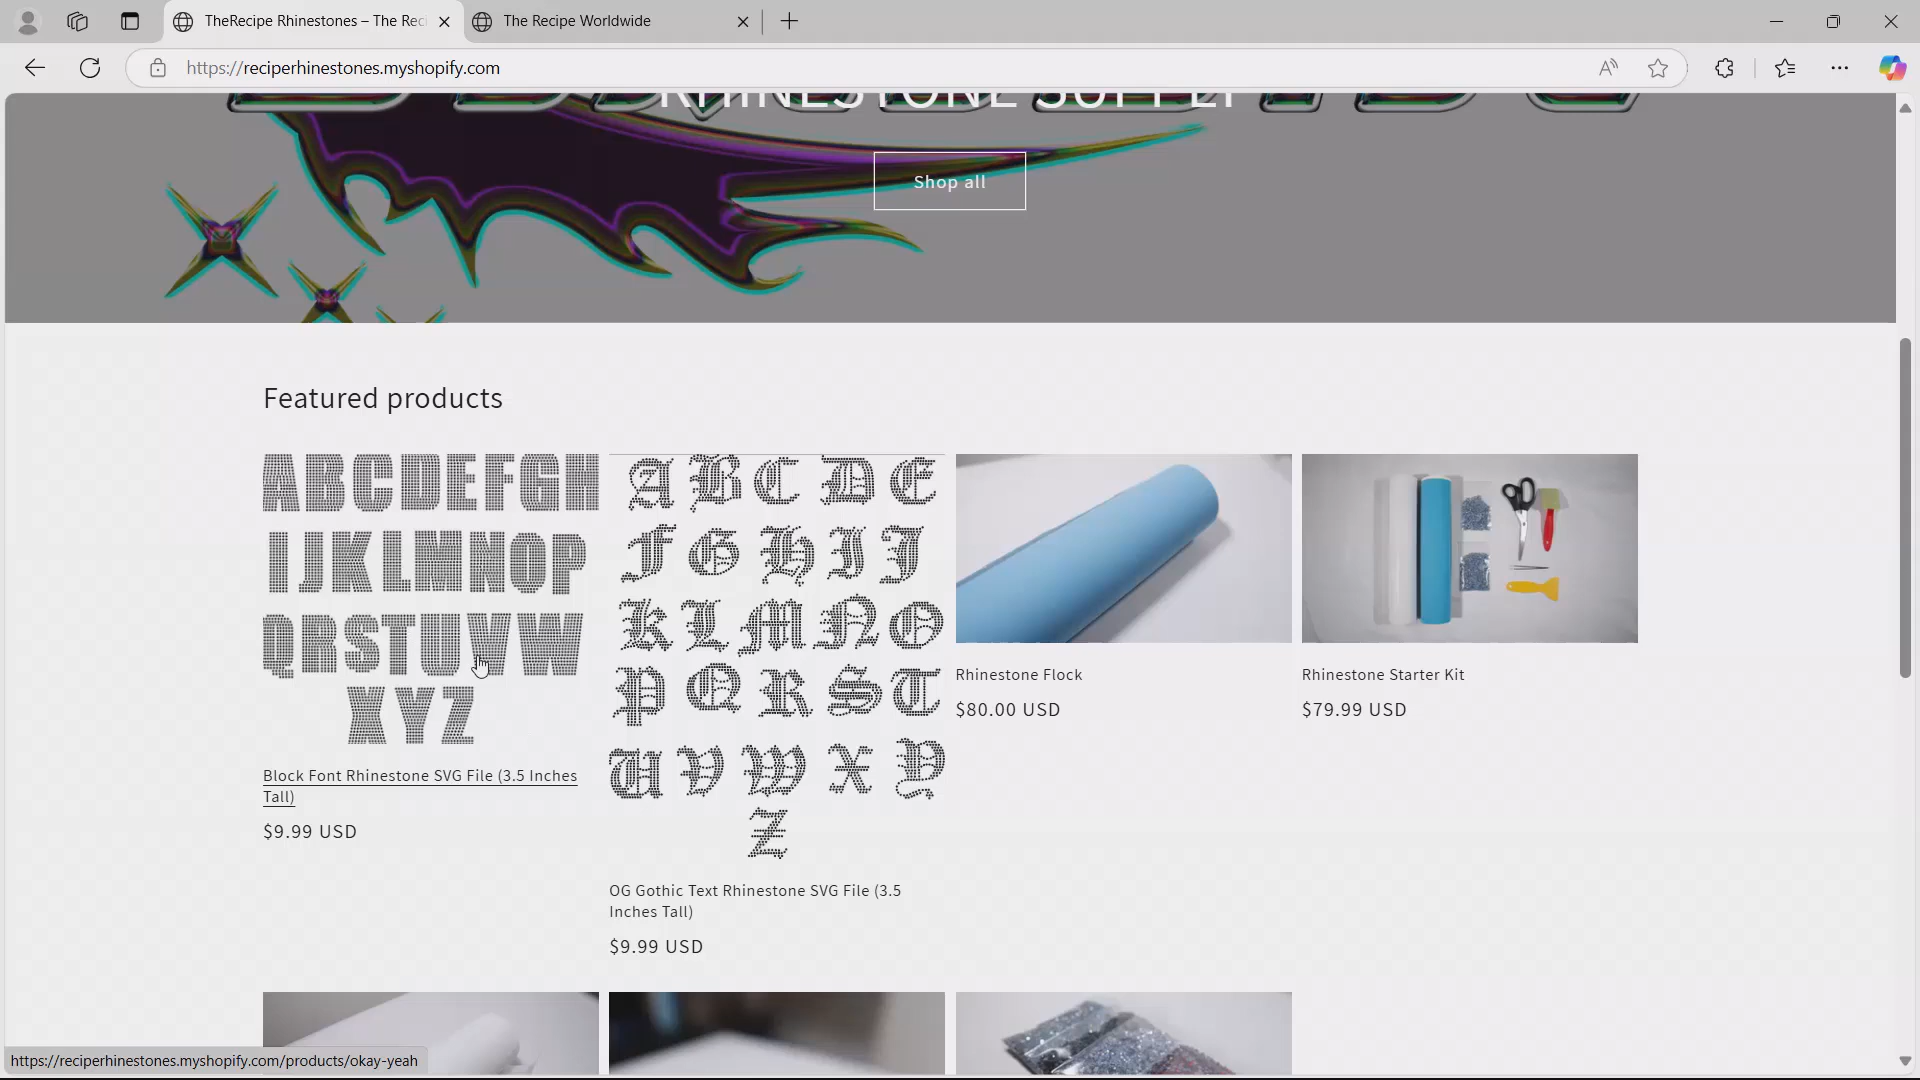 TheRecipe Rhinestones – The Reci
The Recipe Worldwide
https://reciperhinestones.myshopify.com
RHINESTONE SUPPLY
Shop all
Featured products
ABCDEFGH
IJKLMNOP
QRSTUVW
XYZ
Block Font Rhinestone SVG File (3.5 Inches
Tall)
$9.99 USD
A B C D E
F G H I J
K L M N O
P Q R S T
U V W X Y
Z
OG Gothic Text Rhinestone SVG File (3.5
Inches Tall)
$9.99 USD
Rhinestone Flock
$80.00 USD
Rhinestone Starter Kit
$79.99 USD
https://reciperhinestones.myshopify.com/products/okay-yeah